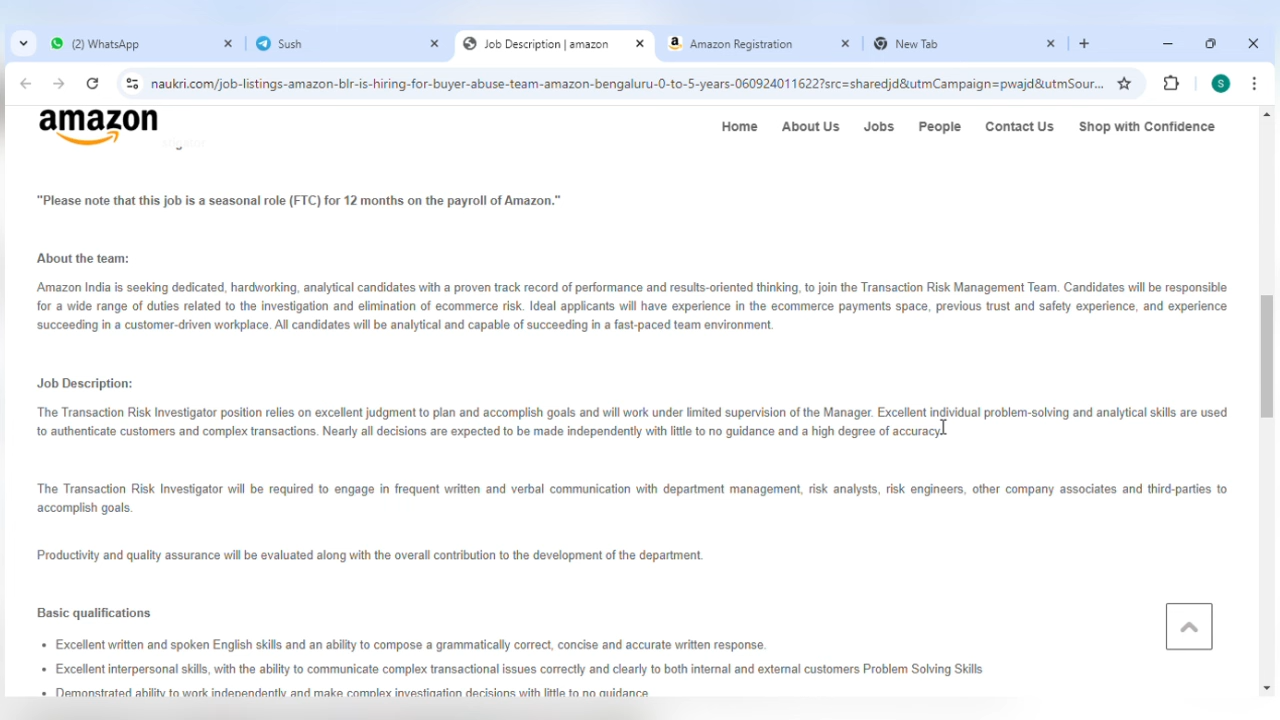 (2) WhatsApp
Sush
Job Description | amazon
Amazon Registration
New Tab
naukri.com/job-listings-amazon-blr-is-hiring-for-buyer-abuse-team-amazon-bengaluru-0-to-5-years-060924011622?src=sharedjd&utmCampaign=pwajd&utmSour...
S
amazon
Home About Us Jobs People Contact Us Shop with Confidence
"Please note that this job is a seasonal role (FTC) for 12 months on the payroll of Amazon."
About the team:
Amazon India is seeking dedicated, hardworking, analytical candidates with a proven track record of performance and results-oriented thinking, to join the Transaction Risk Management Team. Candidates will be responsible
for a wide range of duties related to the investigation and elimination of ecommerce risk. Ideal applicants will have experience in the ecommerce payments space, previous trust and safety experience, and experience
succeeding in a customer-driven workplace. All candidates will be analytical and capable of succeeding in a fast-paced team environment.
Job Description:
The Transaction Risk Investigator position relies on excellent judgment to plan and accomplish goals and will work under limited supervision of the Manager. Excellent individual problem-solving and analytical skills are used
to authenticate customers and complex transactions. Nearly all decisions are expected to be made independently with little to no guidance and a high degree of accuracy.
The Transaction Risk Investigator will be required to engage in frequent written and verbal communication with department management, risk analysts, risk engineers, other company associates and third-parties to
accomplish goals.
Productivity and quality assurance will be evaluated along with the overall contribution to the development of the department.
Basic qualifications
• Excellent written and spoken English skills and an ability to compose a grammatically correct, concise and accurate written response.
• Excellent interpersonal skills, with the ability to communicate complex transactional issues correctly and clearly to both internal and external customers Problem Solving Skills
• Demonstrated ability to work independently and make complex investigation decisions with little to no guidance